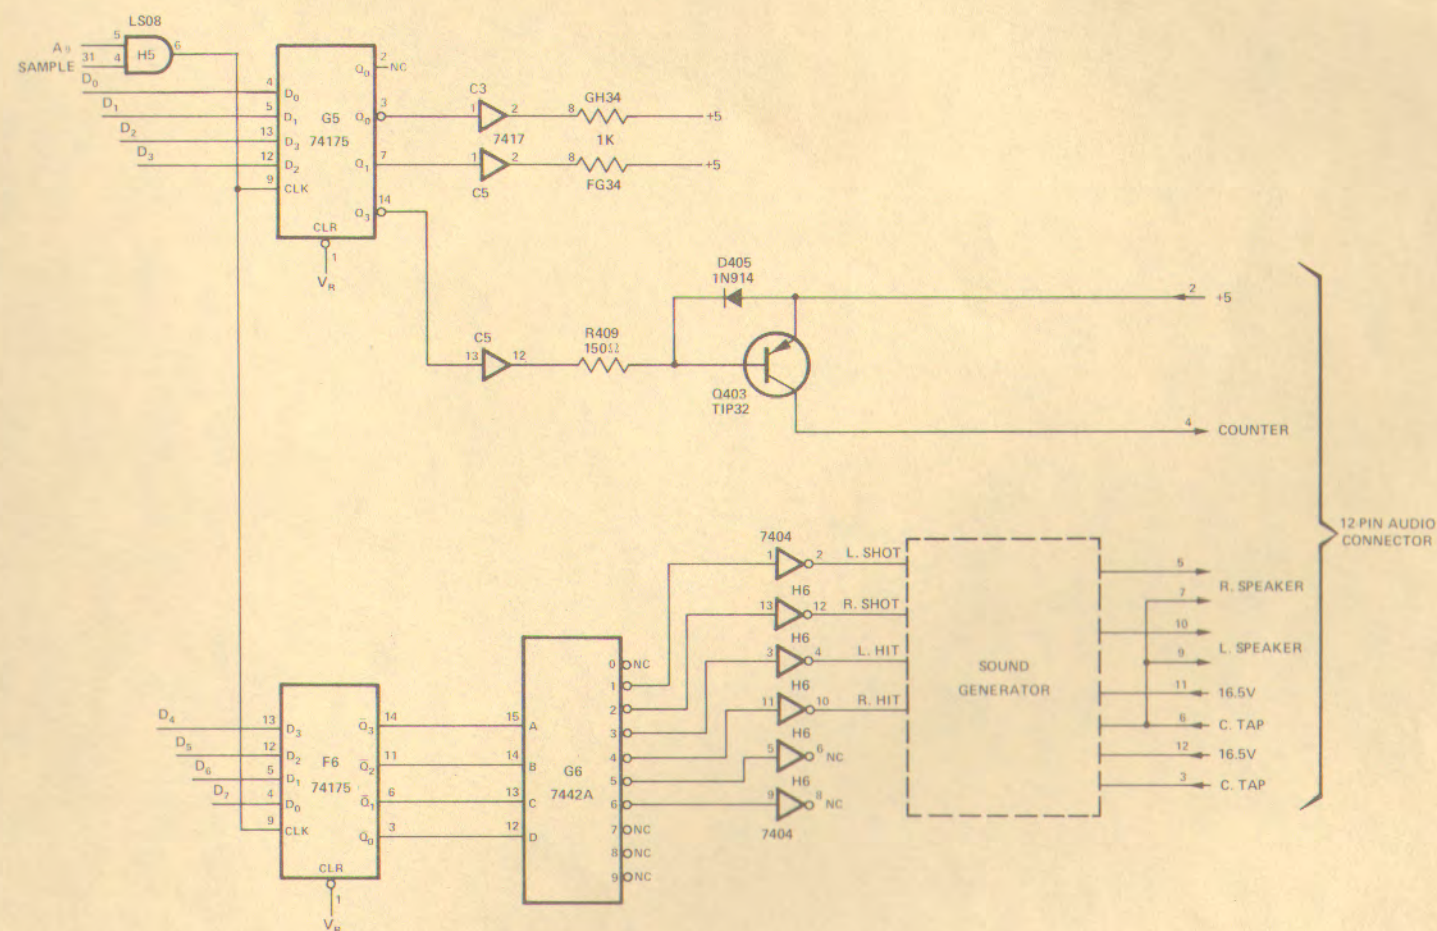 LS08
A9 5
H5 6
SAMPLE 31 4
D0 4 D0
D1 5 D1
D2 13 D3
D3 12 D2
9 CLK
G5
74175
Q0 2 NC
Q0 3
Q1 7
Q3 14
CLR
1
VR
C3
1 2
7417
1 2
C5
8 GH34
1K
8 FG34
+5
+5
C5
13 12
R409
150Ω
D405
1N914
Q403
TIP32
2 +5
4 COUNTER
12-PIN AUDIO
CONNECTOR
7404
1 2 L. SHOT
H6
13 12 R. SHOT
H6
3 4 L. HIT
H6
11 10 R. HIT
H6
5 6 NC
H6
9 8 NC
7404
SOUND
GENERATOR
5
R. SPEAKER
7
10
L. SPEAKER
9
11 16.5V
6 C. TAP
12 16.5V
3 C. TAP
D4 13 D3
D5 12 D2
D6 5 D1
D7 4 D0
9 CLK
F6
74175
Q̅3 14
Q̅2 11
Q̅1 6
Q0 3
CLR
1
VR
15 A
14 B
13 C
12 D
G6
7442A
0 NC
1
2
3
4
5
6
7 NC
8 NC
9 NC